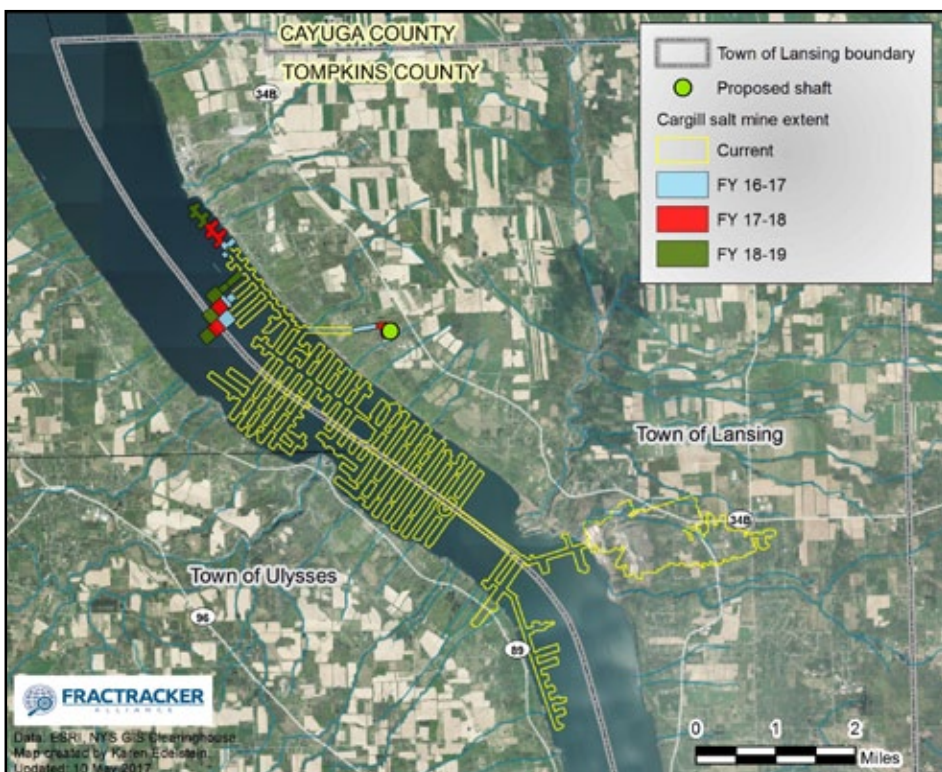 CAYUGA COUNTY
TOMPKINS COUNTY
34B
Town of Lansing boundary
Proposed shaft
Cargill salt mine extent
Current
FY 16-17
FY 17-18
FY 18-19
Town of Lansing
34B
Town of Ulysses
96
89
FRACTRACKER
ALLIANCE
Data: ESRI, NYS GIS Clearinghouse
Map created by Karen Edelstein.
Updated: 10 May 2017
0 1 2
Miles